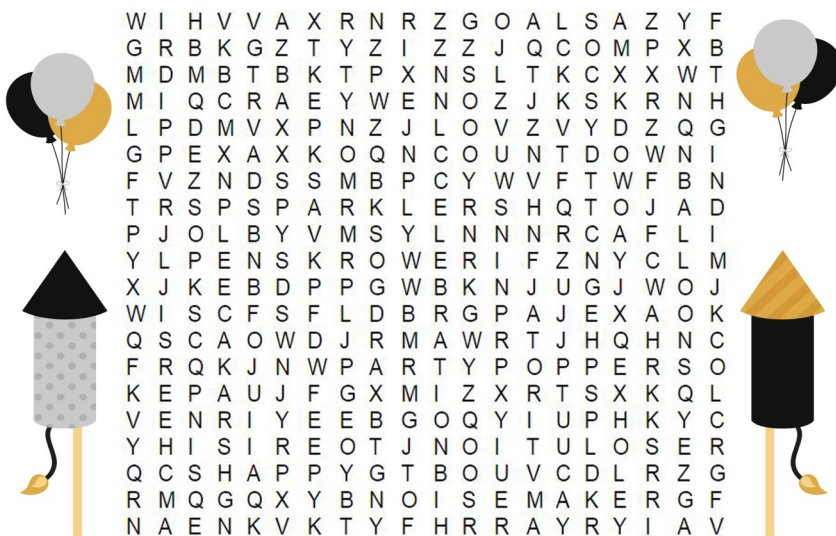 W I H V V A X R N R Z G O A L S A Z Y F
G R B K G Z T Y Z I Z Z J Q C O M P X B
M D M B T B K T P X N S L T K C X X W T
M I Q C R A E Y W E N O Z J K S K R N H
L P D M V X P N Z J L O V Z V Y D Z Q G
G P E X A X K O Q N C O U N T D O W N I
F V Z N D S S M B P C Y W V F T W F B N
T R S P S P A R K L E R S H Q T O J A D
P J O L B Y V M S Y L N N N R C A F L I
Y L P E N S K R O W E R I F Z N Y C L M
X J K E B D P P G W B K N J U G J W O J
W I S C F S F L D B R G P A J E X A O K
Q S C A O W D J R M A W R T J H Q H N C
F R Q K J N W P A R T Y P O P P E R S O
K E P A U J F G X M I Z X R T S X K Q L
V E N R I Y E E B G O Q Y I U P H K Y C
Y H I S I R E O T J N O I T U L O S E R
Q C S H A P P Y G T B O U V C D L R Z G
R M Q G Q X Y B N O I S E M A K E R G F
N A E N K V K T Y F H R R A Y R Y I A V